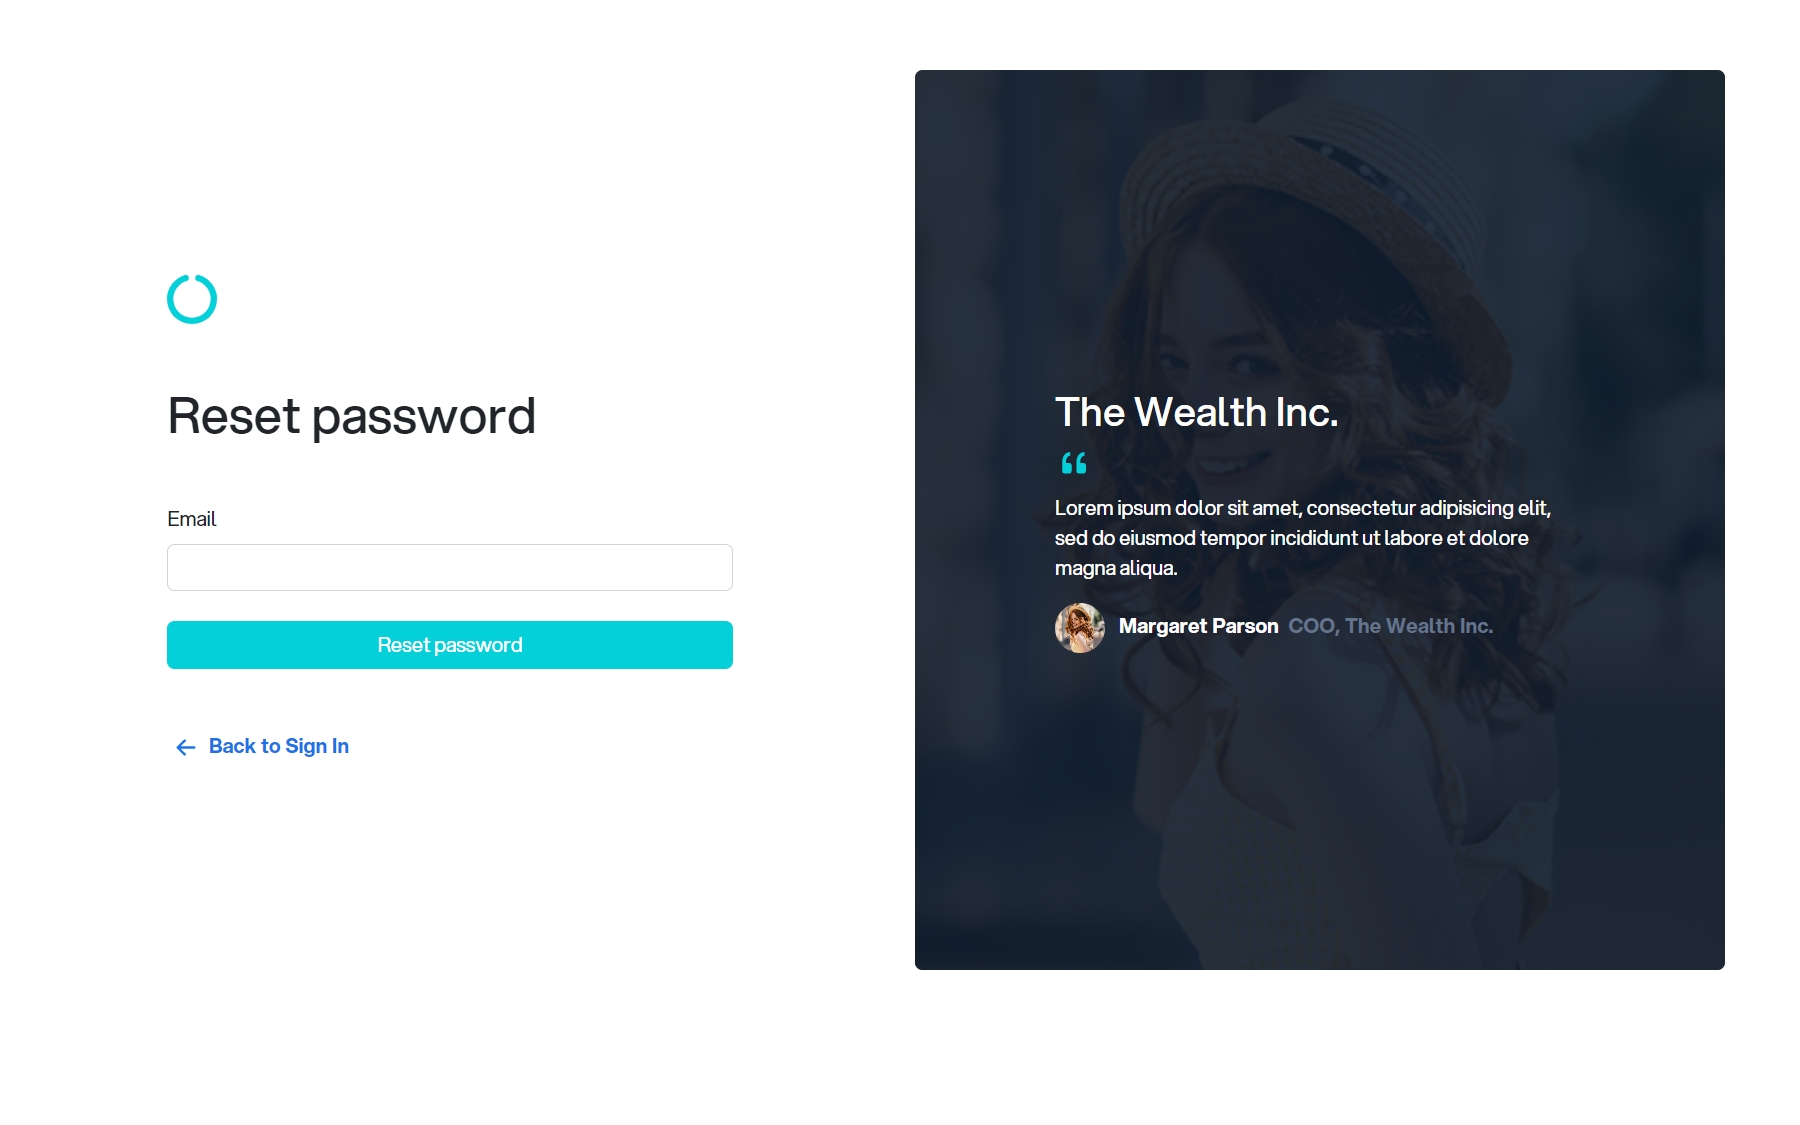 Reset password
Email
Reset password
Back to Sign In
The Wealth Inc.
“
Lorem ipsum dolor sit amet, consectetur adipisicing elit,
sed do eiusmod tempor incididunt ut labore et dolore
magna aliqua.
Margaret Parson COO, The Wealth Inc.